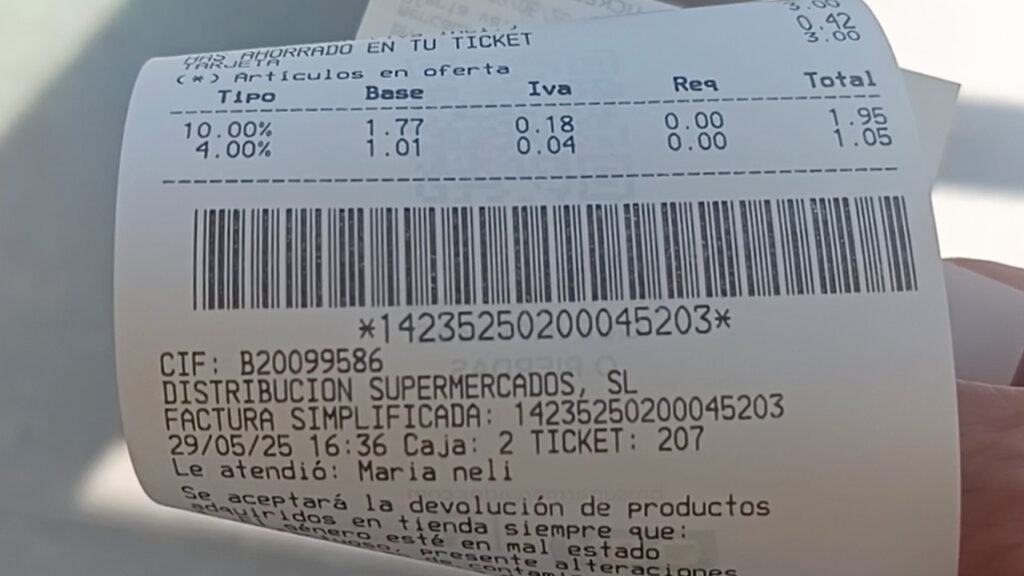 3.00
HAS AHORRADO EN TU TICKET 0.42
TARJETA 3.00
(*) Artículos en oferta
Tipo Base Iva Req Total
10.00% 1.77 0.18 0.00 1.95
4.00% 1.01 0.04 0.00 1.05
*14235250200045203*
CIF: B20099586
DISTRIBUCION SUPERMERCADOS, SL
FACTURA SIMPLIFICADA: 14235250200045203
29/05/25 16:36 Caja: 2 TICKET: 207
Le atendió: Maria neli
Se aceptará la devolución de productos
adquiridos en tienda siempre que:
género esté en mal estado
presente alteraciones